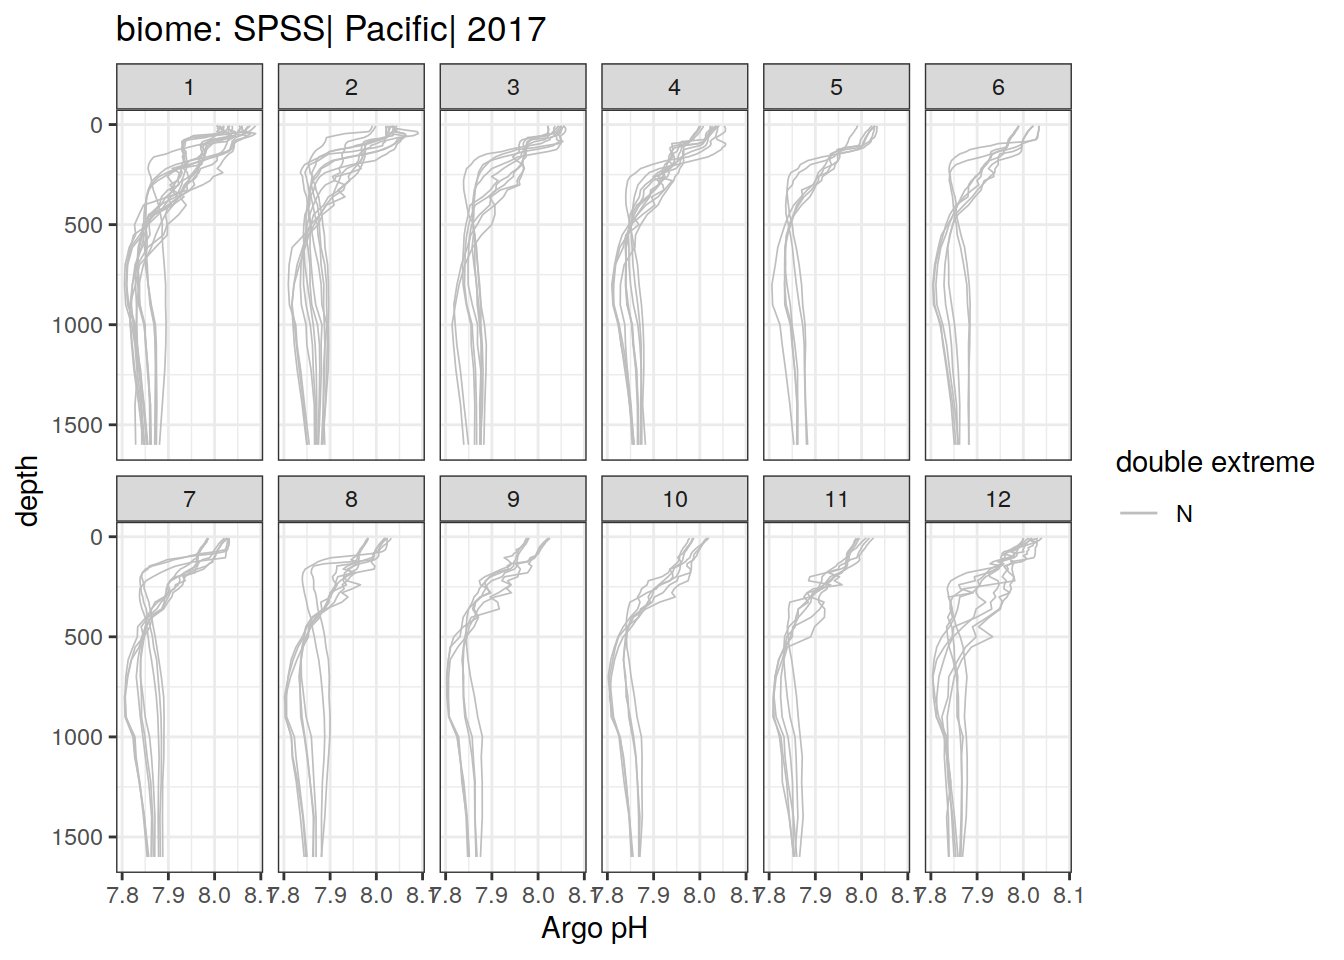 biome: SPSS| Pacific| 2017
1 2 3 4 5 6
0
500
1000
1500
depth
7 8 9 10 11 12
0
500
1000
1500
7.8 7.9 8.0 8.1 7.8 7.9 8.0 8.1 7.8 7.9 8.0 8.1 7.8 7.9 8.0 8.1 7.8 7.9 8.0 8.1 7.8 7.9 8.0 8.1
Argo pH
double extreme
N